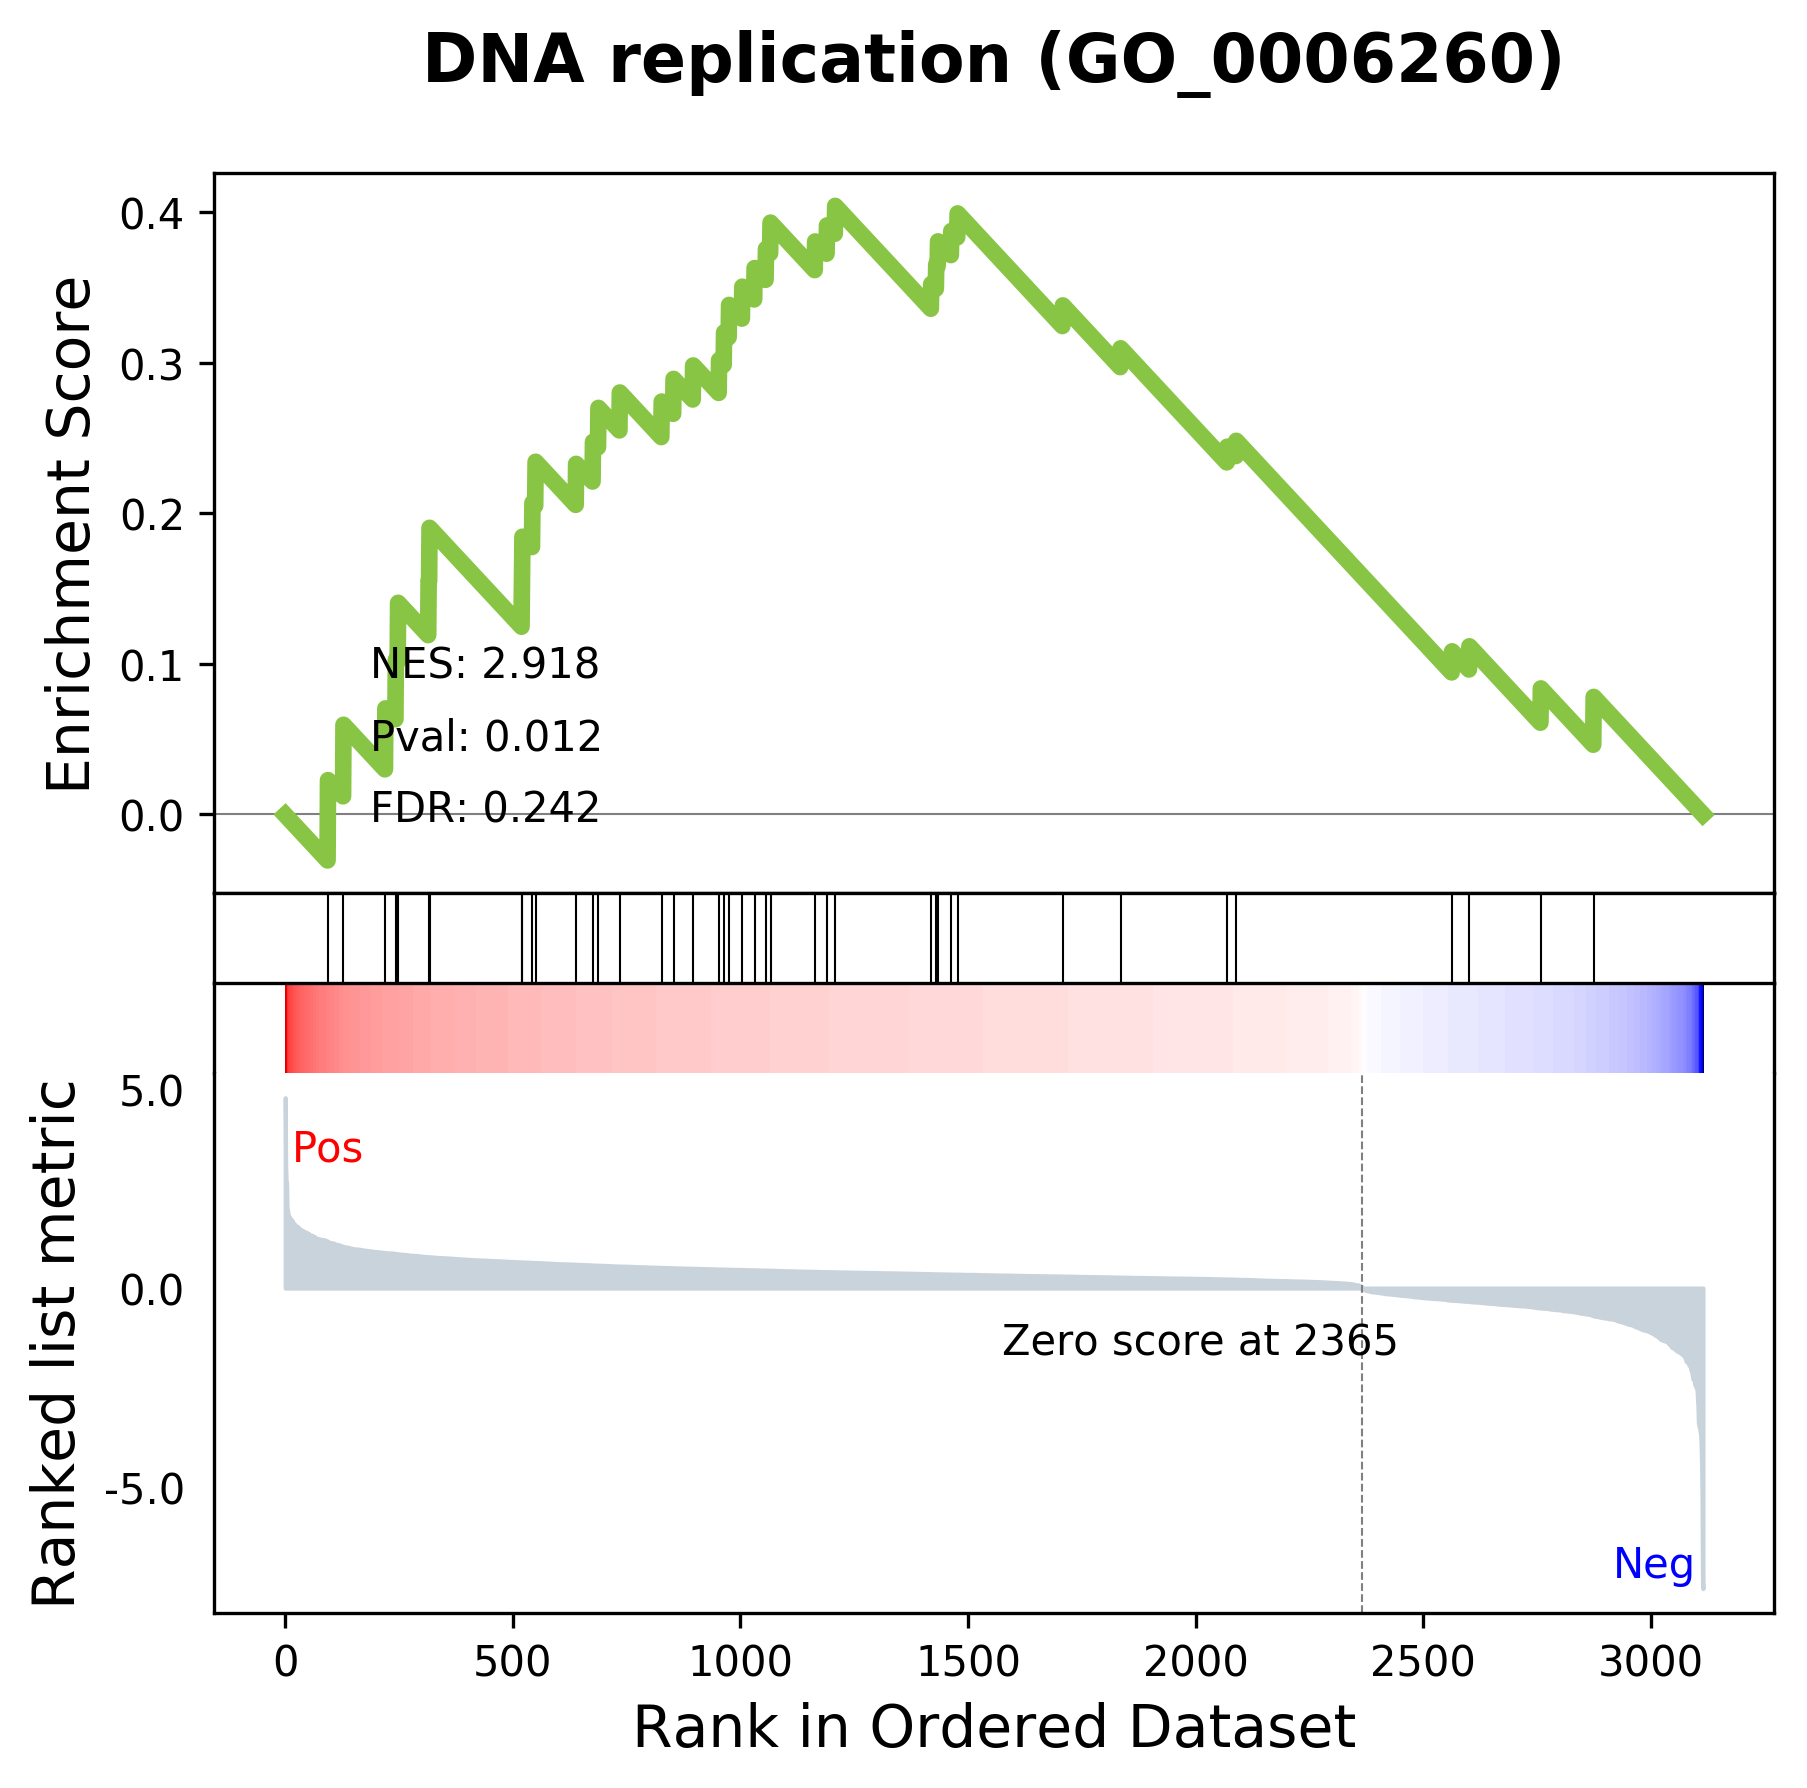 DNA replication (GO_0006260)
Enrichment Score
0.4
0.3
0.2
0.1
0.0
NES: 2.918
Pval: 0.012
FDR: 0.242
Ranked list metric
5.0
0.0
-5.0
Pos
Zero score at 2365
Neg
0 500 1000 1500 2000 2500 3000
Rank in Ordered Dataset